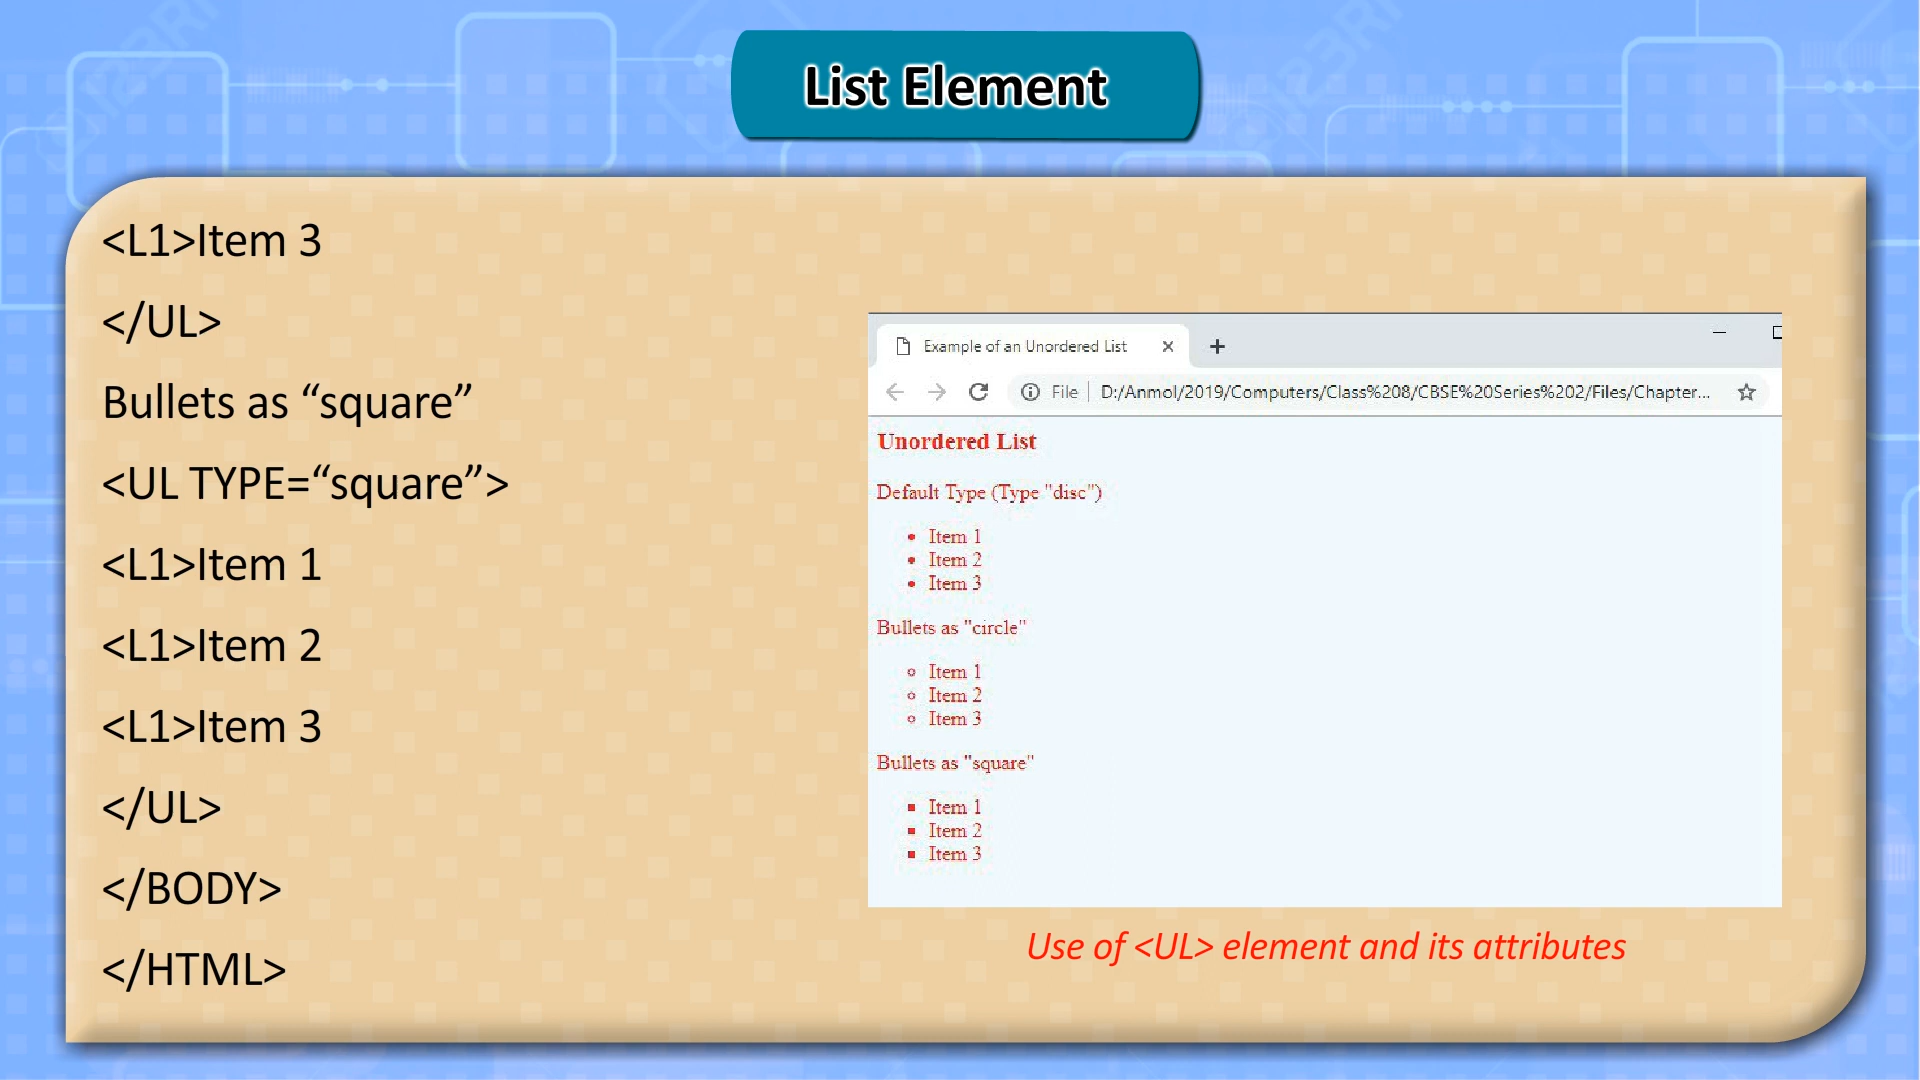 List Element
<L1>Item 3
</UL>
Bullets as “square”
<UL TYPE=“square”>
<L1>Item 1
<L1>Item 2
<L1>Item 3
</UL>
</BODY>
</HTML>
Example of an Unordered List
File D:/Anmol/2019/Computers/Class%208/CBSE%20Series%202/Files/Chapter...
Unordered List
Default Type (Type "disc")
Item 1
Item 2
Item 3
Bullets as "circle"
Item 1
Item 2
Item 3
Bullets as "square"
Item 1
Item 2
Item 3
Use of <UL> element and its attributes